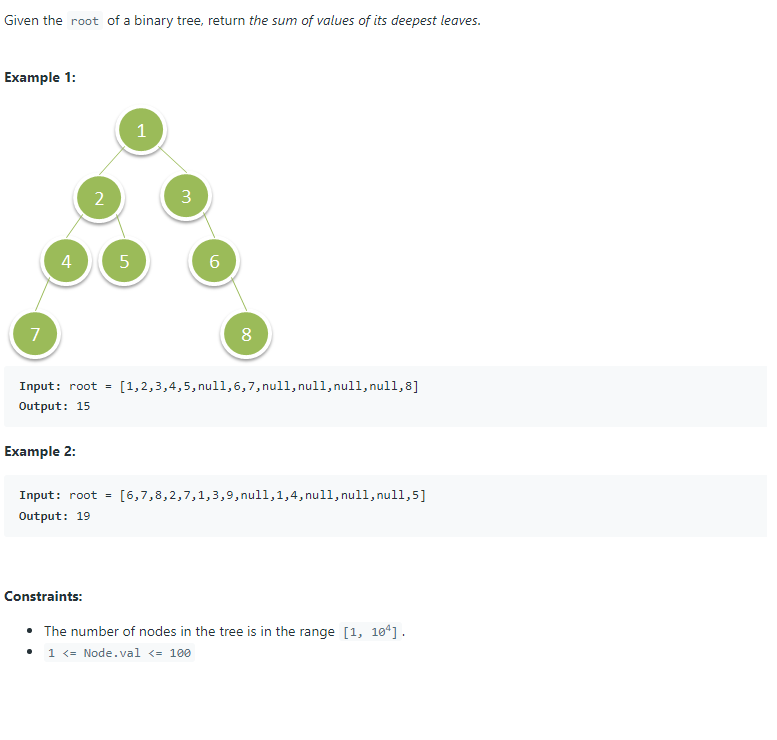 Given the root of a binary tree, return the sum of values of its deepest leaves.
Example 1:
1
2
3
4
5
6
7
8
Input: root = [1,2,3,4,5,null,6,7,null,null,null,null,8]
Output: 15
Example 2:
Input: root = [6,7,8,2,7,1,3,9,null,1,4,null,null,null,5]
Output: 19
Constraints:
• The number of nodes in the tree is in the range [1, 10⁴].
• 1 <= Node.val <= 100